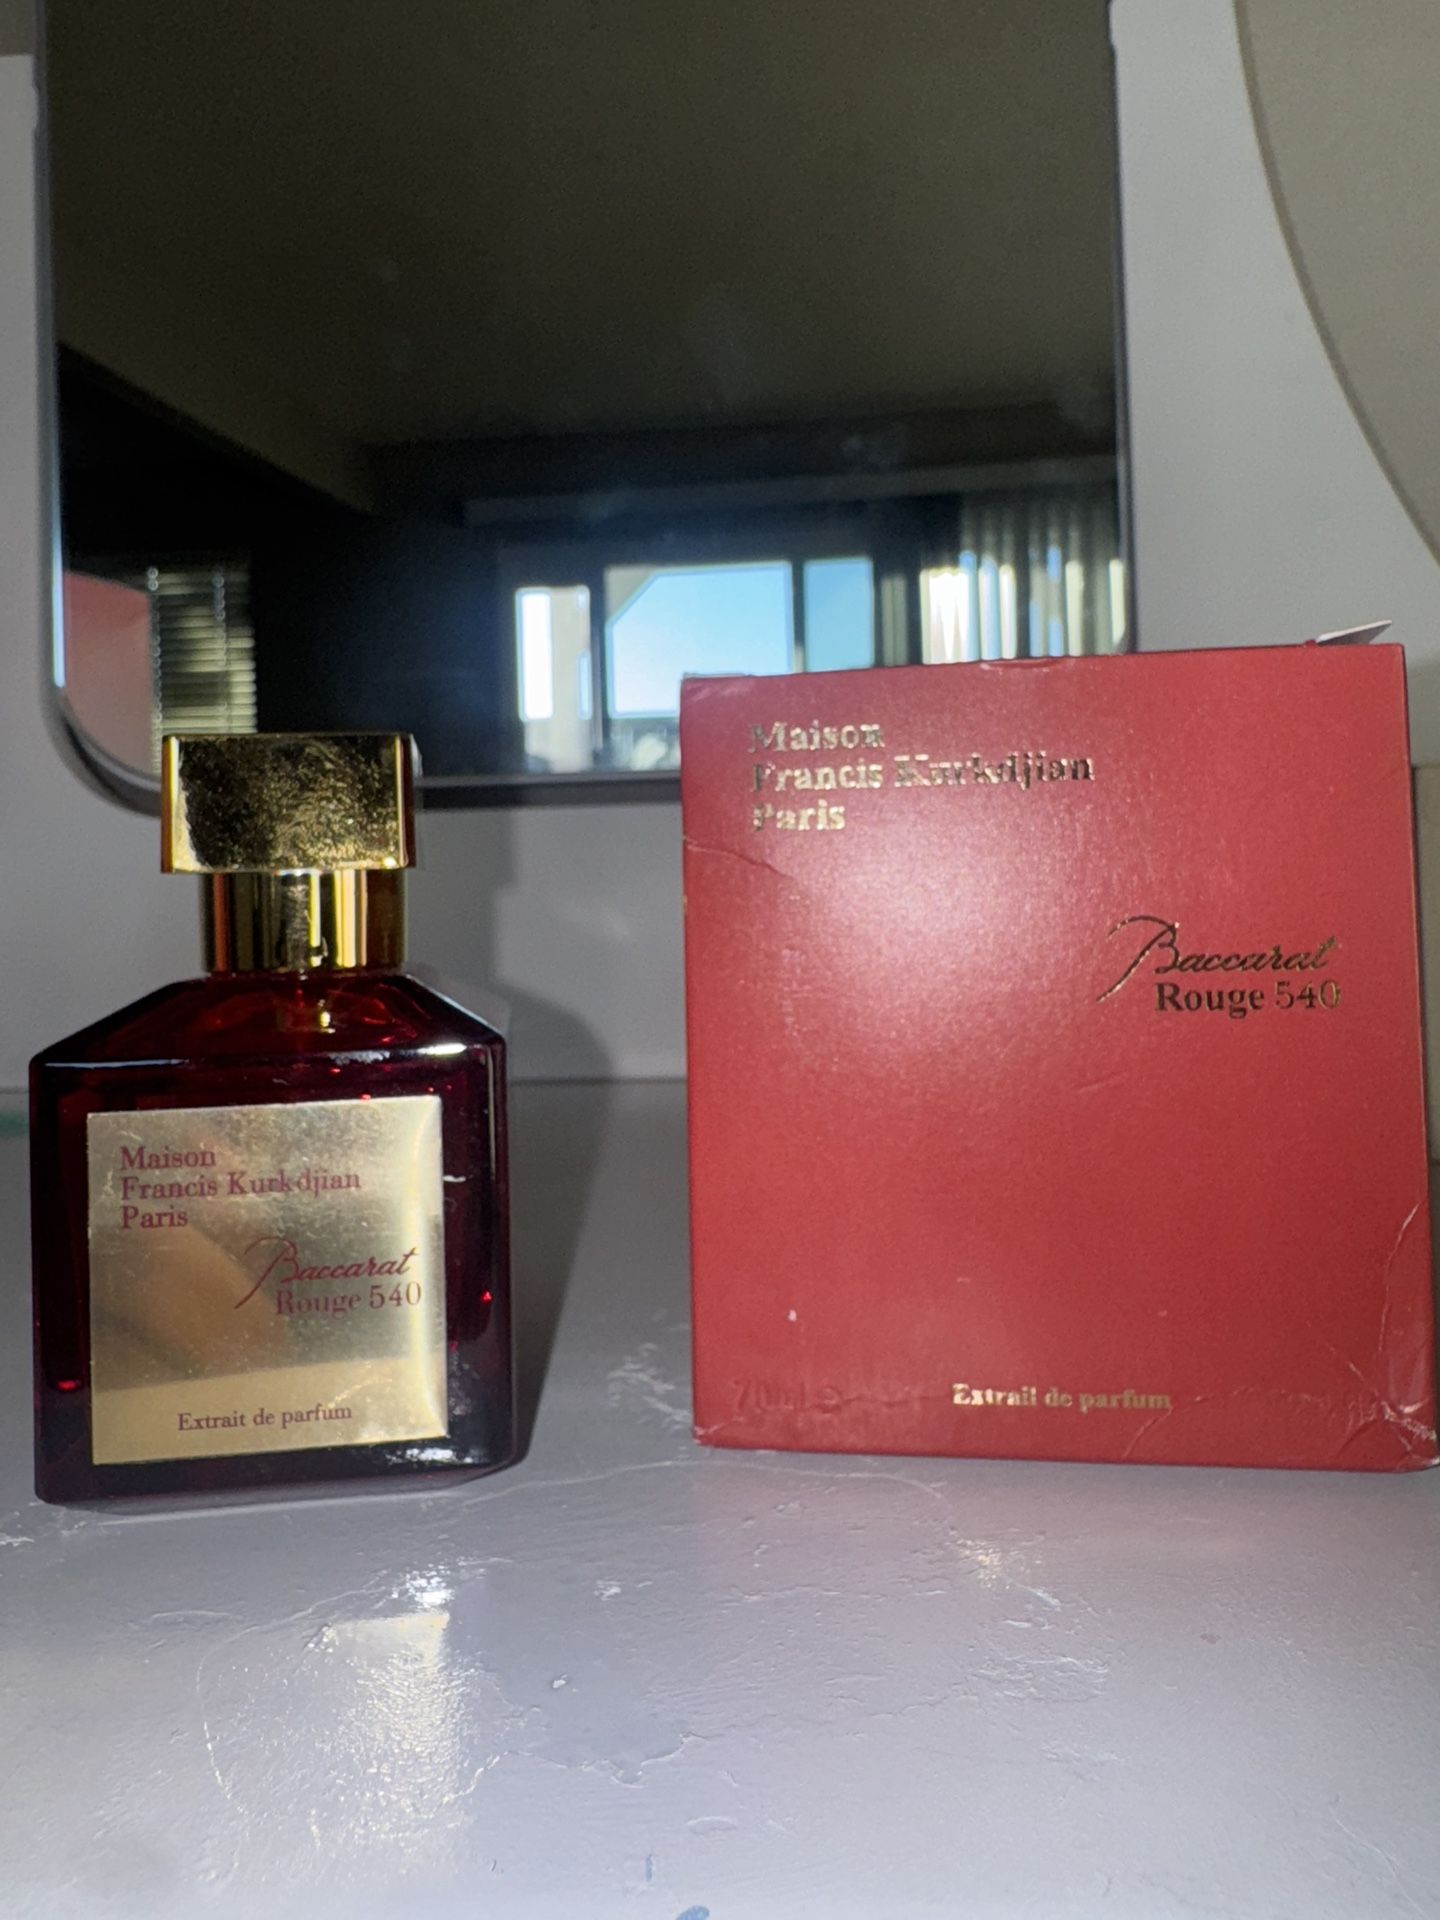 Maison
Francis Kurkdjian
Paris
Baccarat
Rouge 540
Extrait de parfum
Maison
Francis Kurkdjian
Paris
Baccarat
Rouge 540
Extrait de parfum